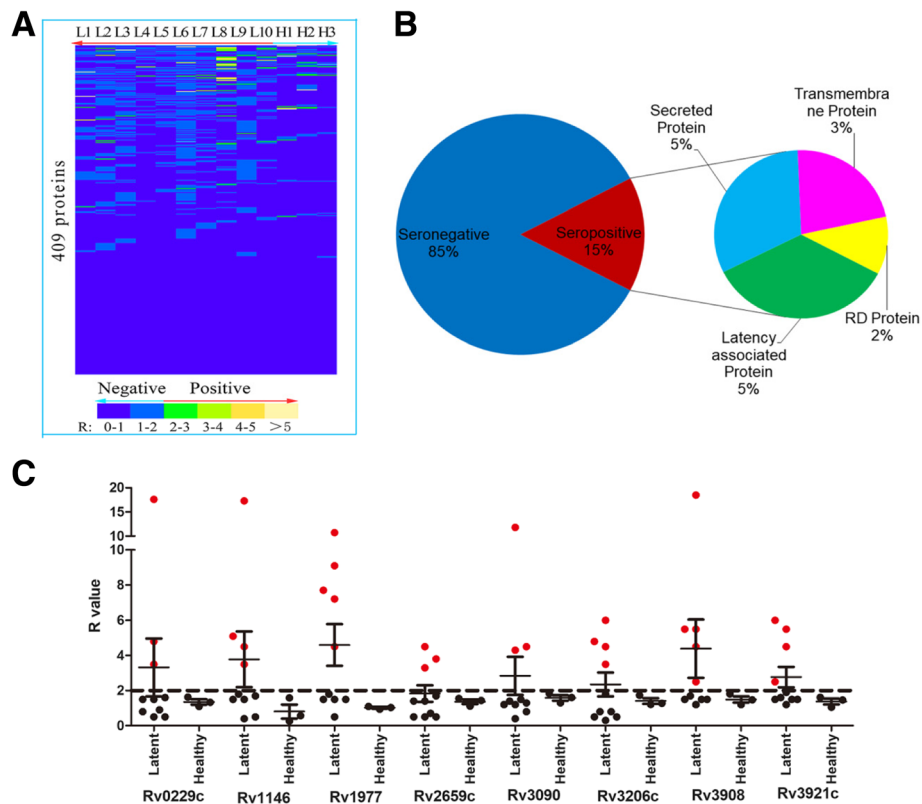 A
L1 L2 L3 L4 L5 L6 L7 L8 L9 L10 H1 H2 H3
409 proteins
Negative Positive
R: 0-1 1-2 2-3 3-4 4-5 >5
B
Seronegative
85%
Seropositive
15%
Secreted
Protein
5%
Transmembra
ne Protein
3%
RD Protein
2%
Latency
associated
Protein
5%
C
R value
20
15
10
10
8
6
4
2
0
Latent Healthy Latent Healthy Latent Healthy Latent Healthy Latent Healthy Latent Healthy Latent Healthy Latent Healthy
Rv0229c Rv1146 Rv1977 Rv2659c Rv3090 Rv3206c Rv3908 Rv3921c